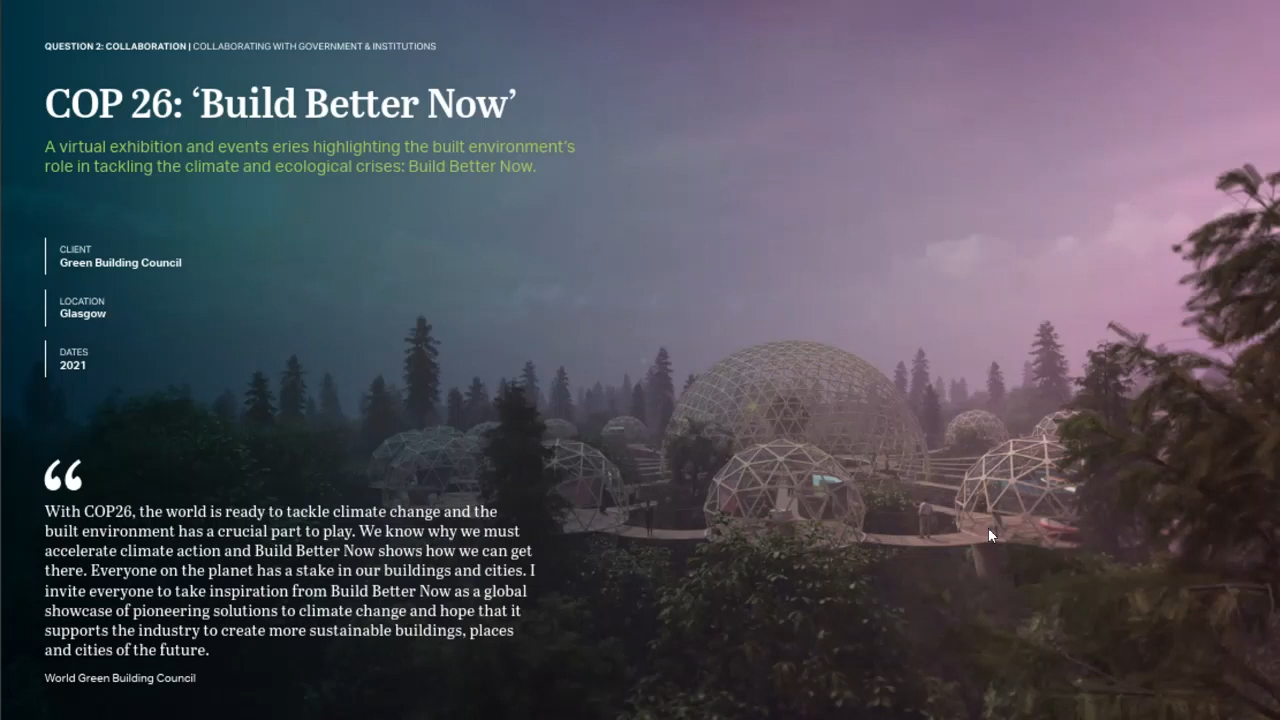 QUESTION 2: COLLABORATION | COLLABORATING WITH GOVERNMENT & INSTITUTIONS
COP 26: ‘Build Better Now’
A virtual exhibition and events eries highlighting the built environment’s
role in tackling the climate and ecological crises: Build Better Now.
CLIENT
Green Building Council
LOCATION
Glasgow
DATES
2021
“
With COP26, the world is ready to tackle climate change and the
built environment has a crucial part to play. We know why we must
accelerate climate action and Build Better Now shows how we can get
there. Everyone on the planet has a stake in our buildings and cities. I
invite everyone to take inspiration from Build Better Now as a global
showcase of pioneering solutions to climate change and hope that it
supports the industry to create more sustainable buildings, places
and cities of the future.
World Green Building Council